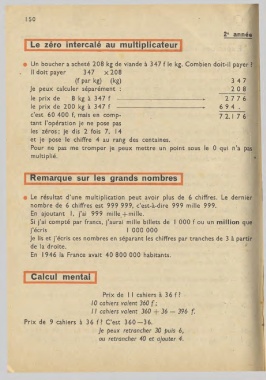 150
2e année
Le zéro intercalé au multiplicateur
Un boucher a acheté 208 kg de viande à 347 f le kg. Combien doit-il payer ?
Il doit payer 347 × 208
(f par kg) (kg) 347
Je peux calculer séparément : 208
le prix de 8 kg à 347 f 2776
le prix de 200 kg à 347 f 694.
c'est 60 400 f, mais en comp- 72,176
tant l'opération je ne pose pas
les zéros ; je dis 2 fois 7, 14
et je pose le chiffre 4 au rang des centaines.
Pour ne pas me tromper je peux mettre un point sous le 0 qui n'a pas
multiplié.
Remarque sur les grands nombres
Le résultat d'une multiplication peut avoir plus de 6 chiffres. Le dernier
nombre de 6 chiffres est 999 999, c'est-à-dire 999 mille 999.
En ajoutant 1, j'ai 999 mille + mille.
Si j'ai compté par francs, j'aurai mille billets de 1 000 f ou un million que
j'écris 1 000 000
Je lis et j'écris ces nombres en séparant les chiffres par tranches de 3 à partir
de la droite.
En 1946 la France avait 40 800 000 habitants.
Calcul mental
Prix de 11 cahiers à 36 f ?
10 cahiers valent 360 f ;
11 cahiers valent 360 + 36 = 396 f.
Prix de 9 cahiers à 36 f ? C'est 360 — 36.
Je peux retrancher 30 puis 6,
ou retrancher 40 et ajouter 4.